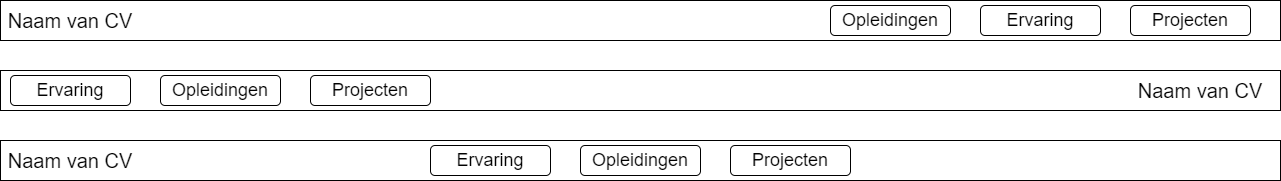 Naam van CV Opleidingen Ervaring Projecten
Ervaring Opleidingen Projecten Naam van CV
Naam van CV Ervaring Opleidingen Projecten